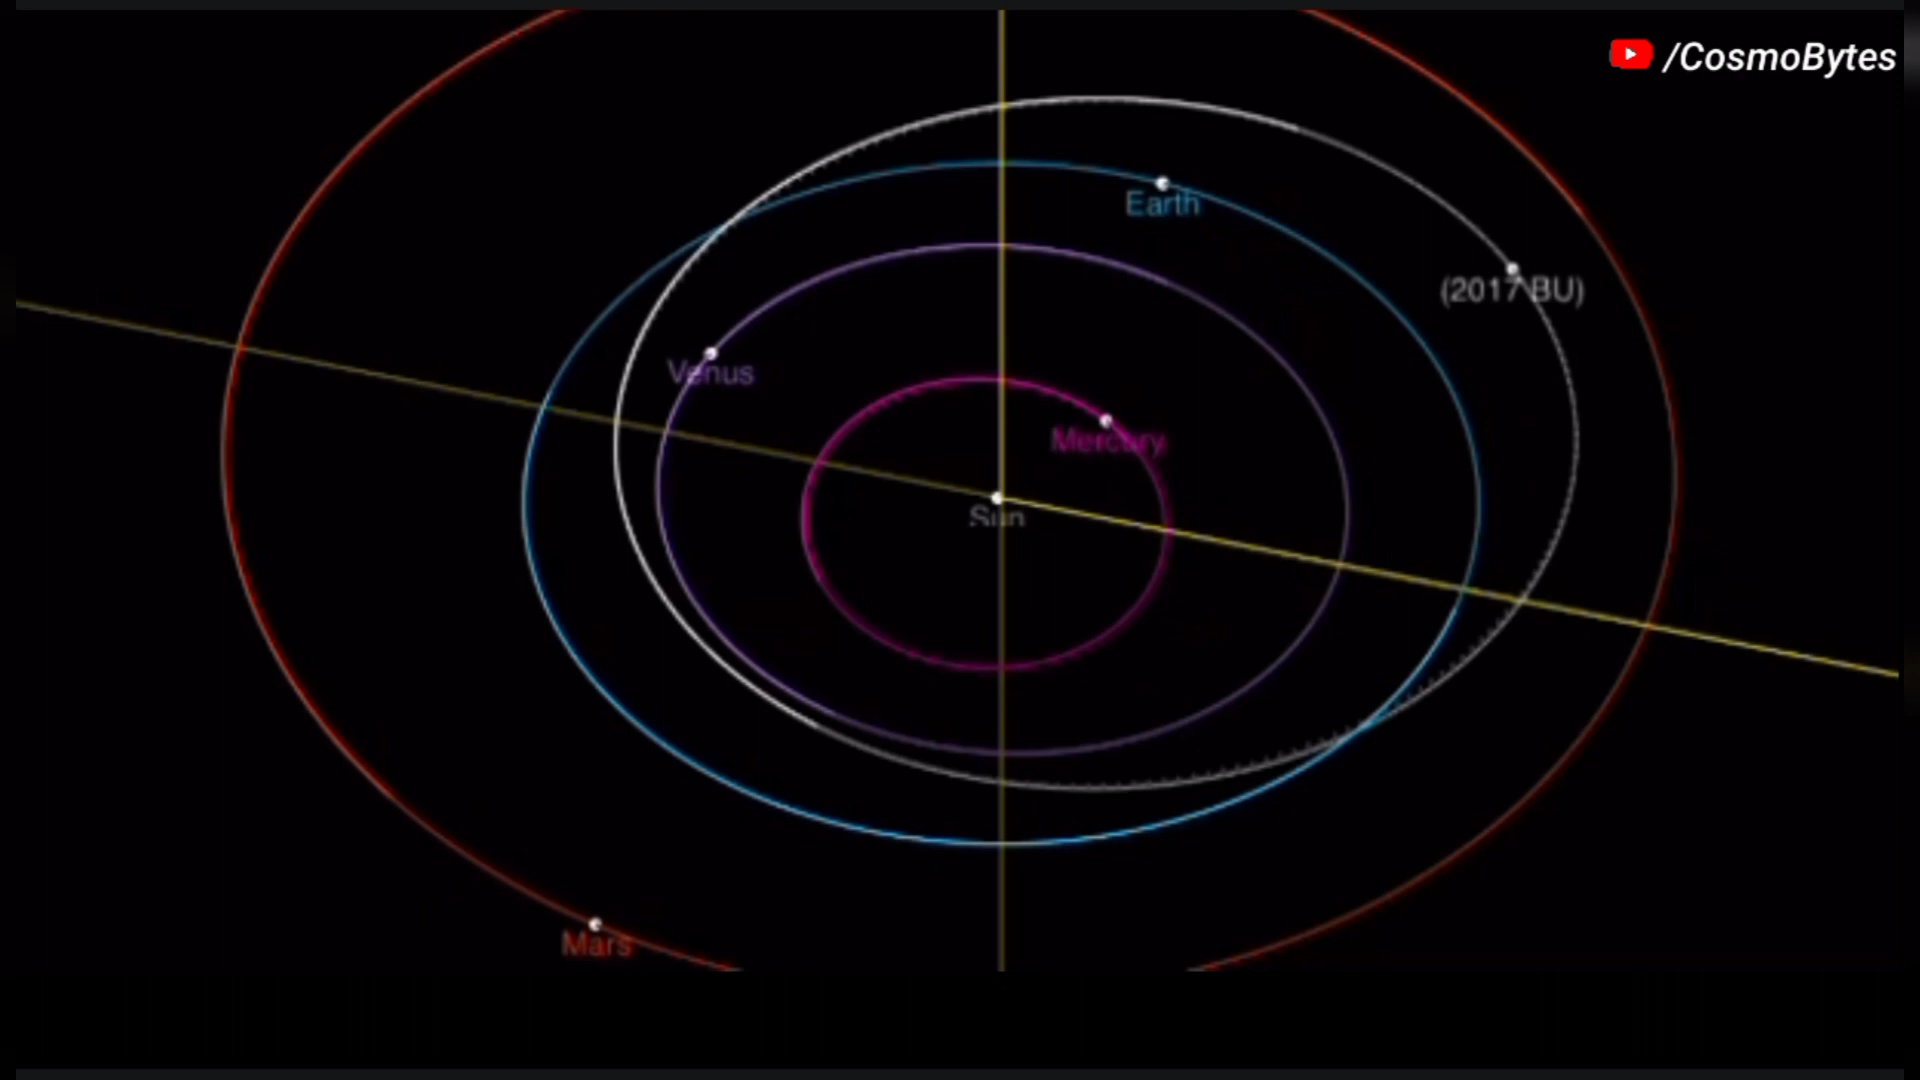 /CosmoBytes
Earth
(2017 BU)
Venus
Mercury
Sun
Mars